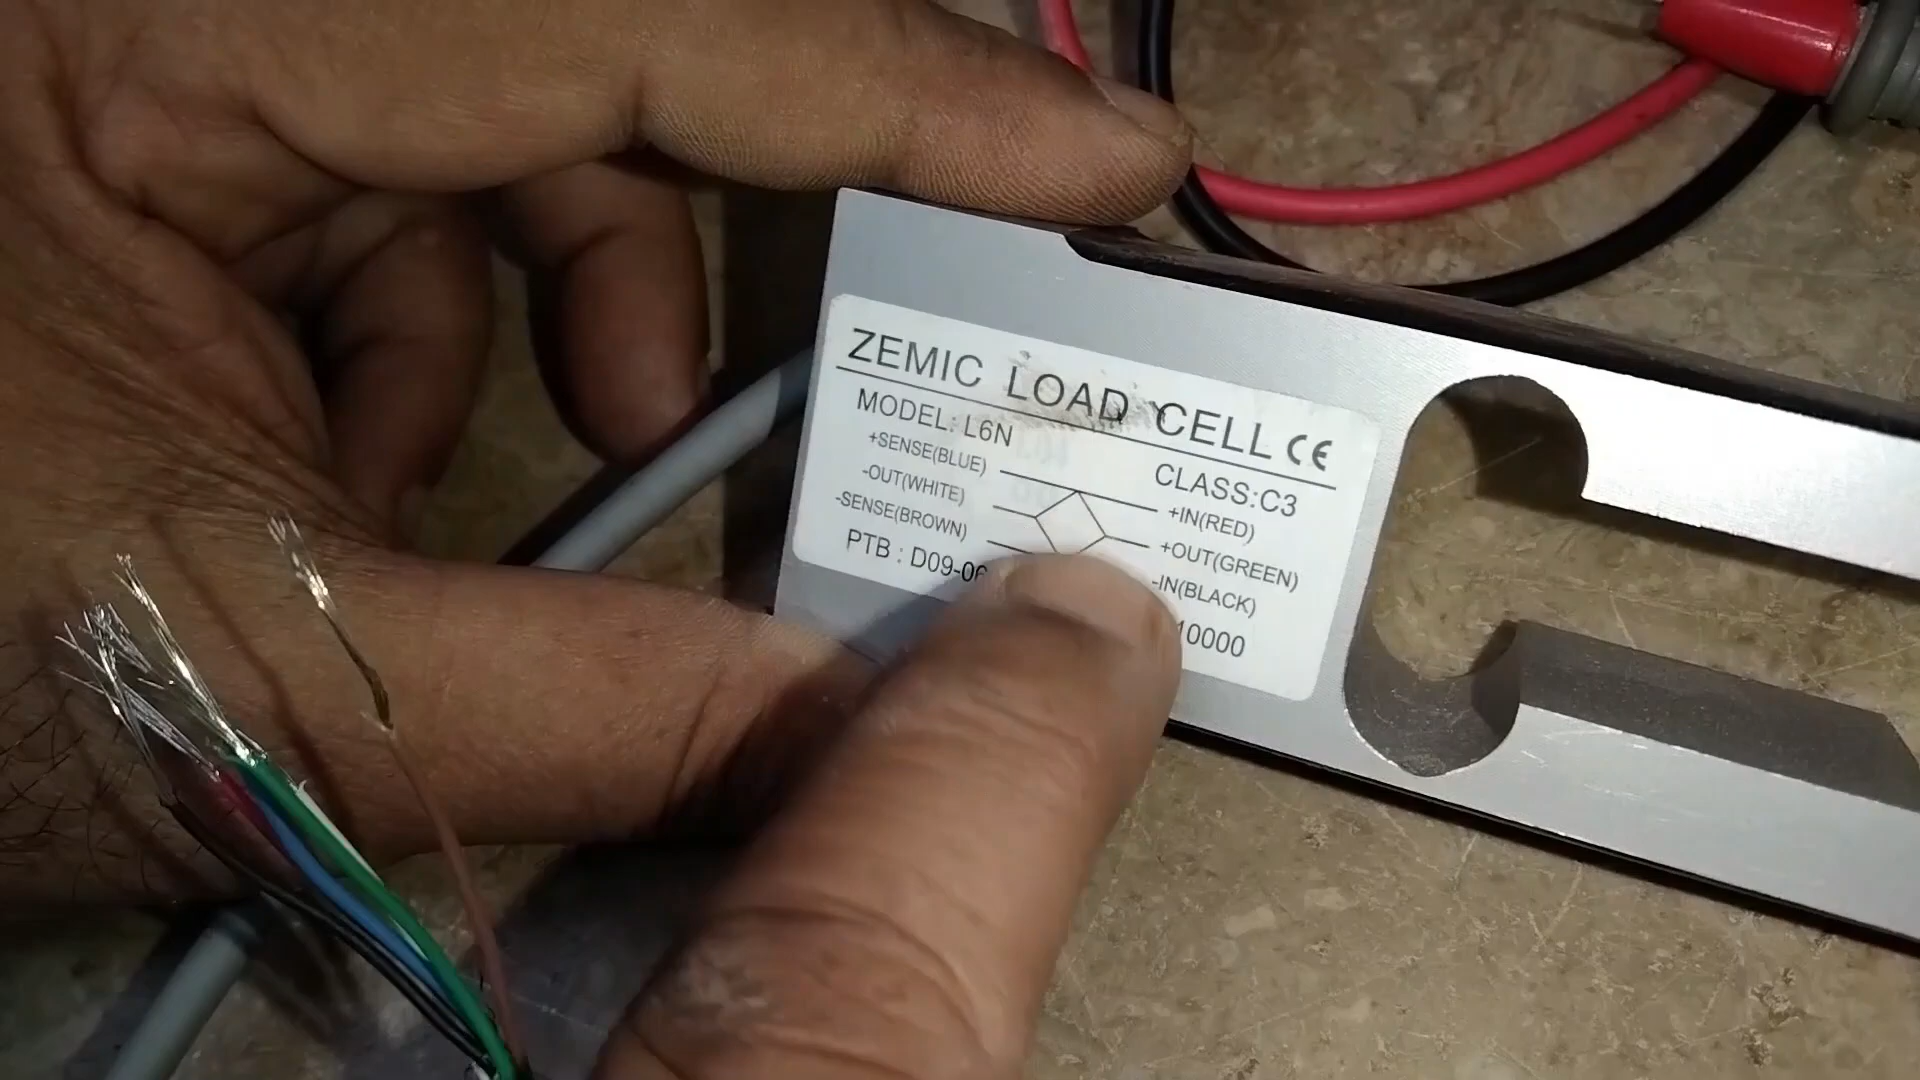 ZEMIC LOAD CELL CE
MODEL: L6N
CLASS:C3
+SENSE(BLUE)
+IN(RED)
-OUT(WHITE)
+OUT(GREEN)
-SENSE(BROWN)
-IN(BLACK)
PTB : D09-06
10000